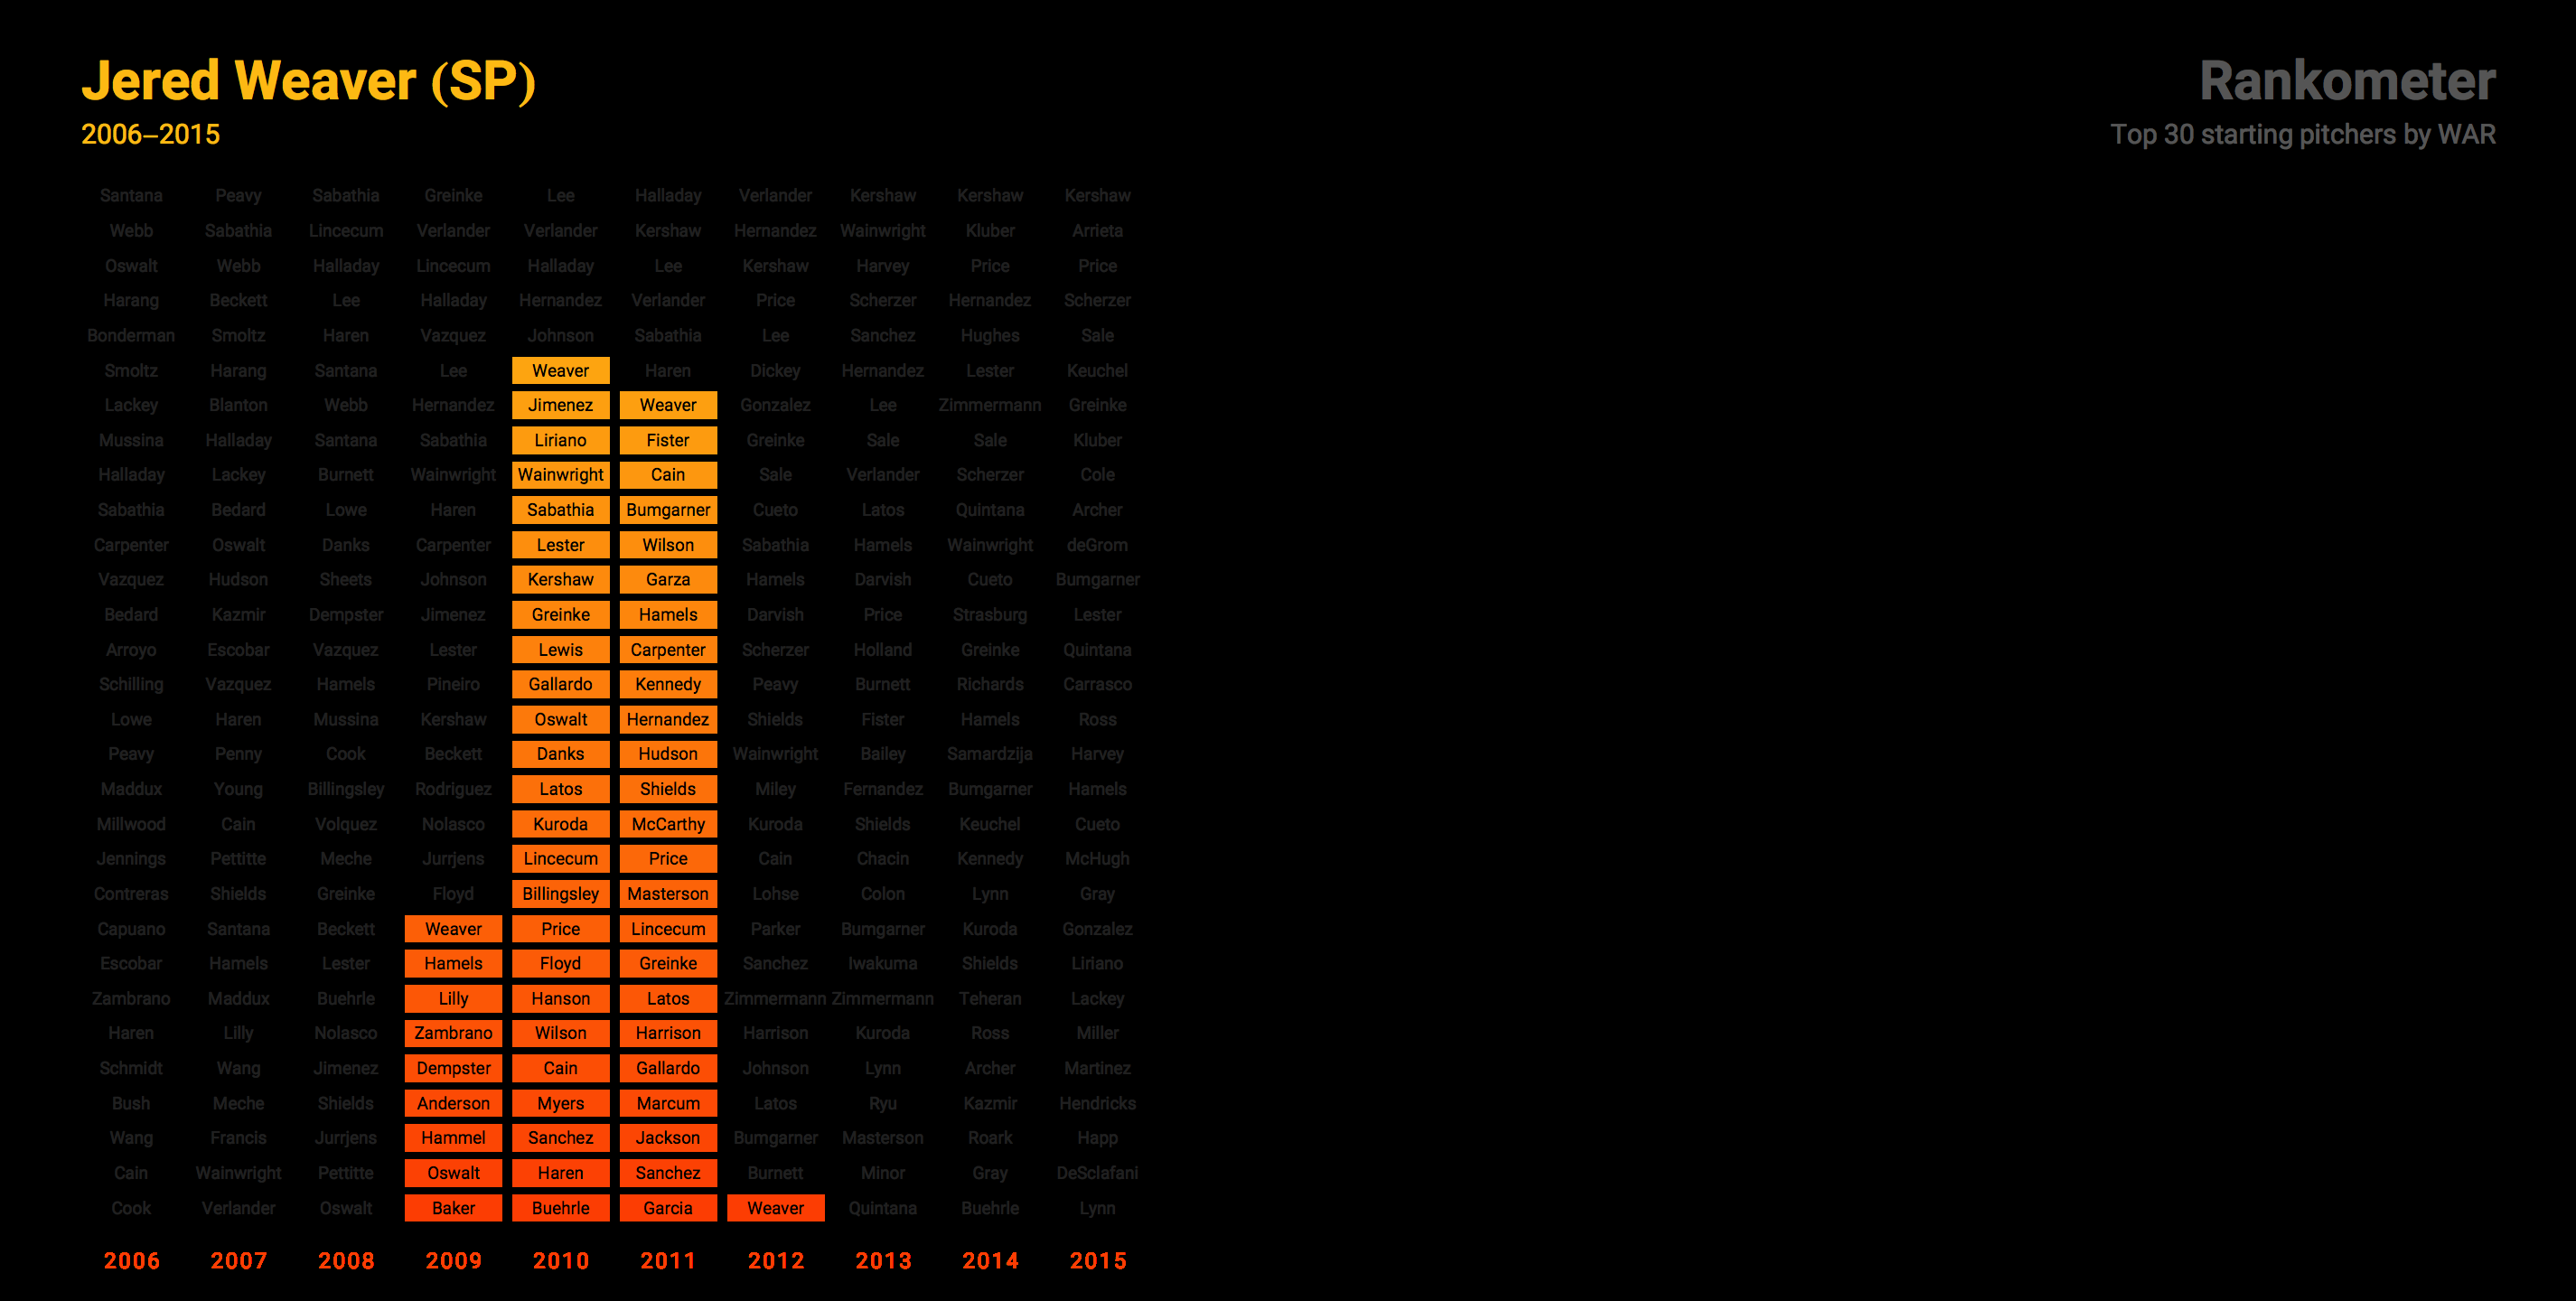 Jered Weaver (SP)
2006–2015
Rankometer
Top 30 starting pitchers by WAR
Santana Peavy Sabathia Greinke Lee Halladay Verlander Kershaw Kershaw Kershaw
Webb Sabathia Lincecum Verlander Verlander Kershaw Hernandez Wainwright Kluber Arrieta
Oswalt Webb Halladay Lincecum Halladay Lee Kershaw Harvey Price Price
Harang Beckett Lee Halladay Hernandez Verlander Price Scherzer Hernandez Scherzer
Bonderman Smoltz Haren Vazquez Johnson Sabathia Lee Sanchez Hughes Sale
Smoltz Harang Santana Lee Weaver Haren Dickey Hernandez Lester Keuchel
Lackey Blanton Webb Hernandez Jimenez Weaver Gonzalez Lee Zimmermann Greinke
Mussina Halladay Santana Sabathia Liriano Fister Greinke Sale Sale Kluber
Halladay Lackey Burnett Wainwright Wainwright Cain Sale Verlander Scherzer Cole
Sabathia Bedard Lowe Haren Sabathia Bumgarner Cueto Latos Quintana Archer
Carpenter Oswalt Danks Carpenter Lester Wilson Sabathia Hamels Wainwright deGrom
Vazquez Hudson Sheets Johnson Kershaw Garza Hamels Darvish Cueto Bumgarner
Bedard Kazmir Dempster Jimenez Greinke Hamels Darvish Price Strasburg Lester
Arroyo Escobar Vazquez Lester Lewis Carpenter Scherzer Holland Greinke Quintana
Schilling Vazquez Hamels Pineiro Gallardo Kennedy Peavy Burnett Richards Carrasco
Lowe Haren Mussina Kershaw Oswalt Hernandez Shields Fister Hamels Ross
Peavy Penny Cook Beckett Danks Hudson Wainwright Bailey Samardzija Harvey
Maddux Young Billingsley Rodriguez Latos Shields Miley Fernandez Bumgarner Hamels
Millwood Cain Volquez Nolasco Kuroda McCarthy Kuroda Shields Keuchel Cueto
Jennings Pettitte Meche Jurrjens Lincecum Price Cain Chacin Kennedy McHugh
Contreras Shields Greinke Floyd Billingsley Masterson Lohse Colon Lynn Gray
Capuano Santana Beckett Weaver Price Lincecum Parker Bumgarner Kuroda Gonzalez
Escobar Hamels Lester Hamels Floyd Greinke Sanchez Iwakuma Shields Liriano
Zambrano Maddux Buehrle Lilly Hanson Latos Zimmermann Zimmermann Teheran Lackey
Haren Lilly Nolasco Zambrano Wilson Harrison Harrison Kuroda Ross Miller
Schmidt Wang Jimenez Dempster Cain Gallardo Johnson Lynn Archer Martinez
Bush Meche Shields Anderson Myers Marcum Latos Ryu Kazmir Hendricks
Wang Francis Jurrjens Hammel Sanchez Jackson Bumgarner Masterson Roark Happ
Cain Wainwright Pettitte Oswalt Haren Sanchez Burnett Minor Gray DeSclafani
Cook Verlander Oswalt Baker Buehrle Garcia Weaver Quintana Buehrle Lynn
2006 2007 2008 2009 2010 2011 2012 2013 2014 2015